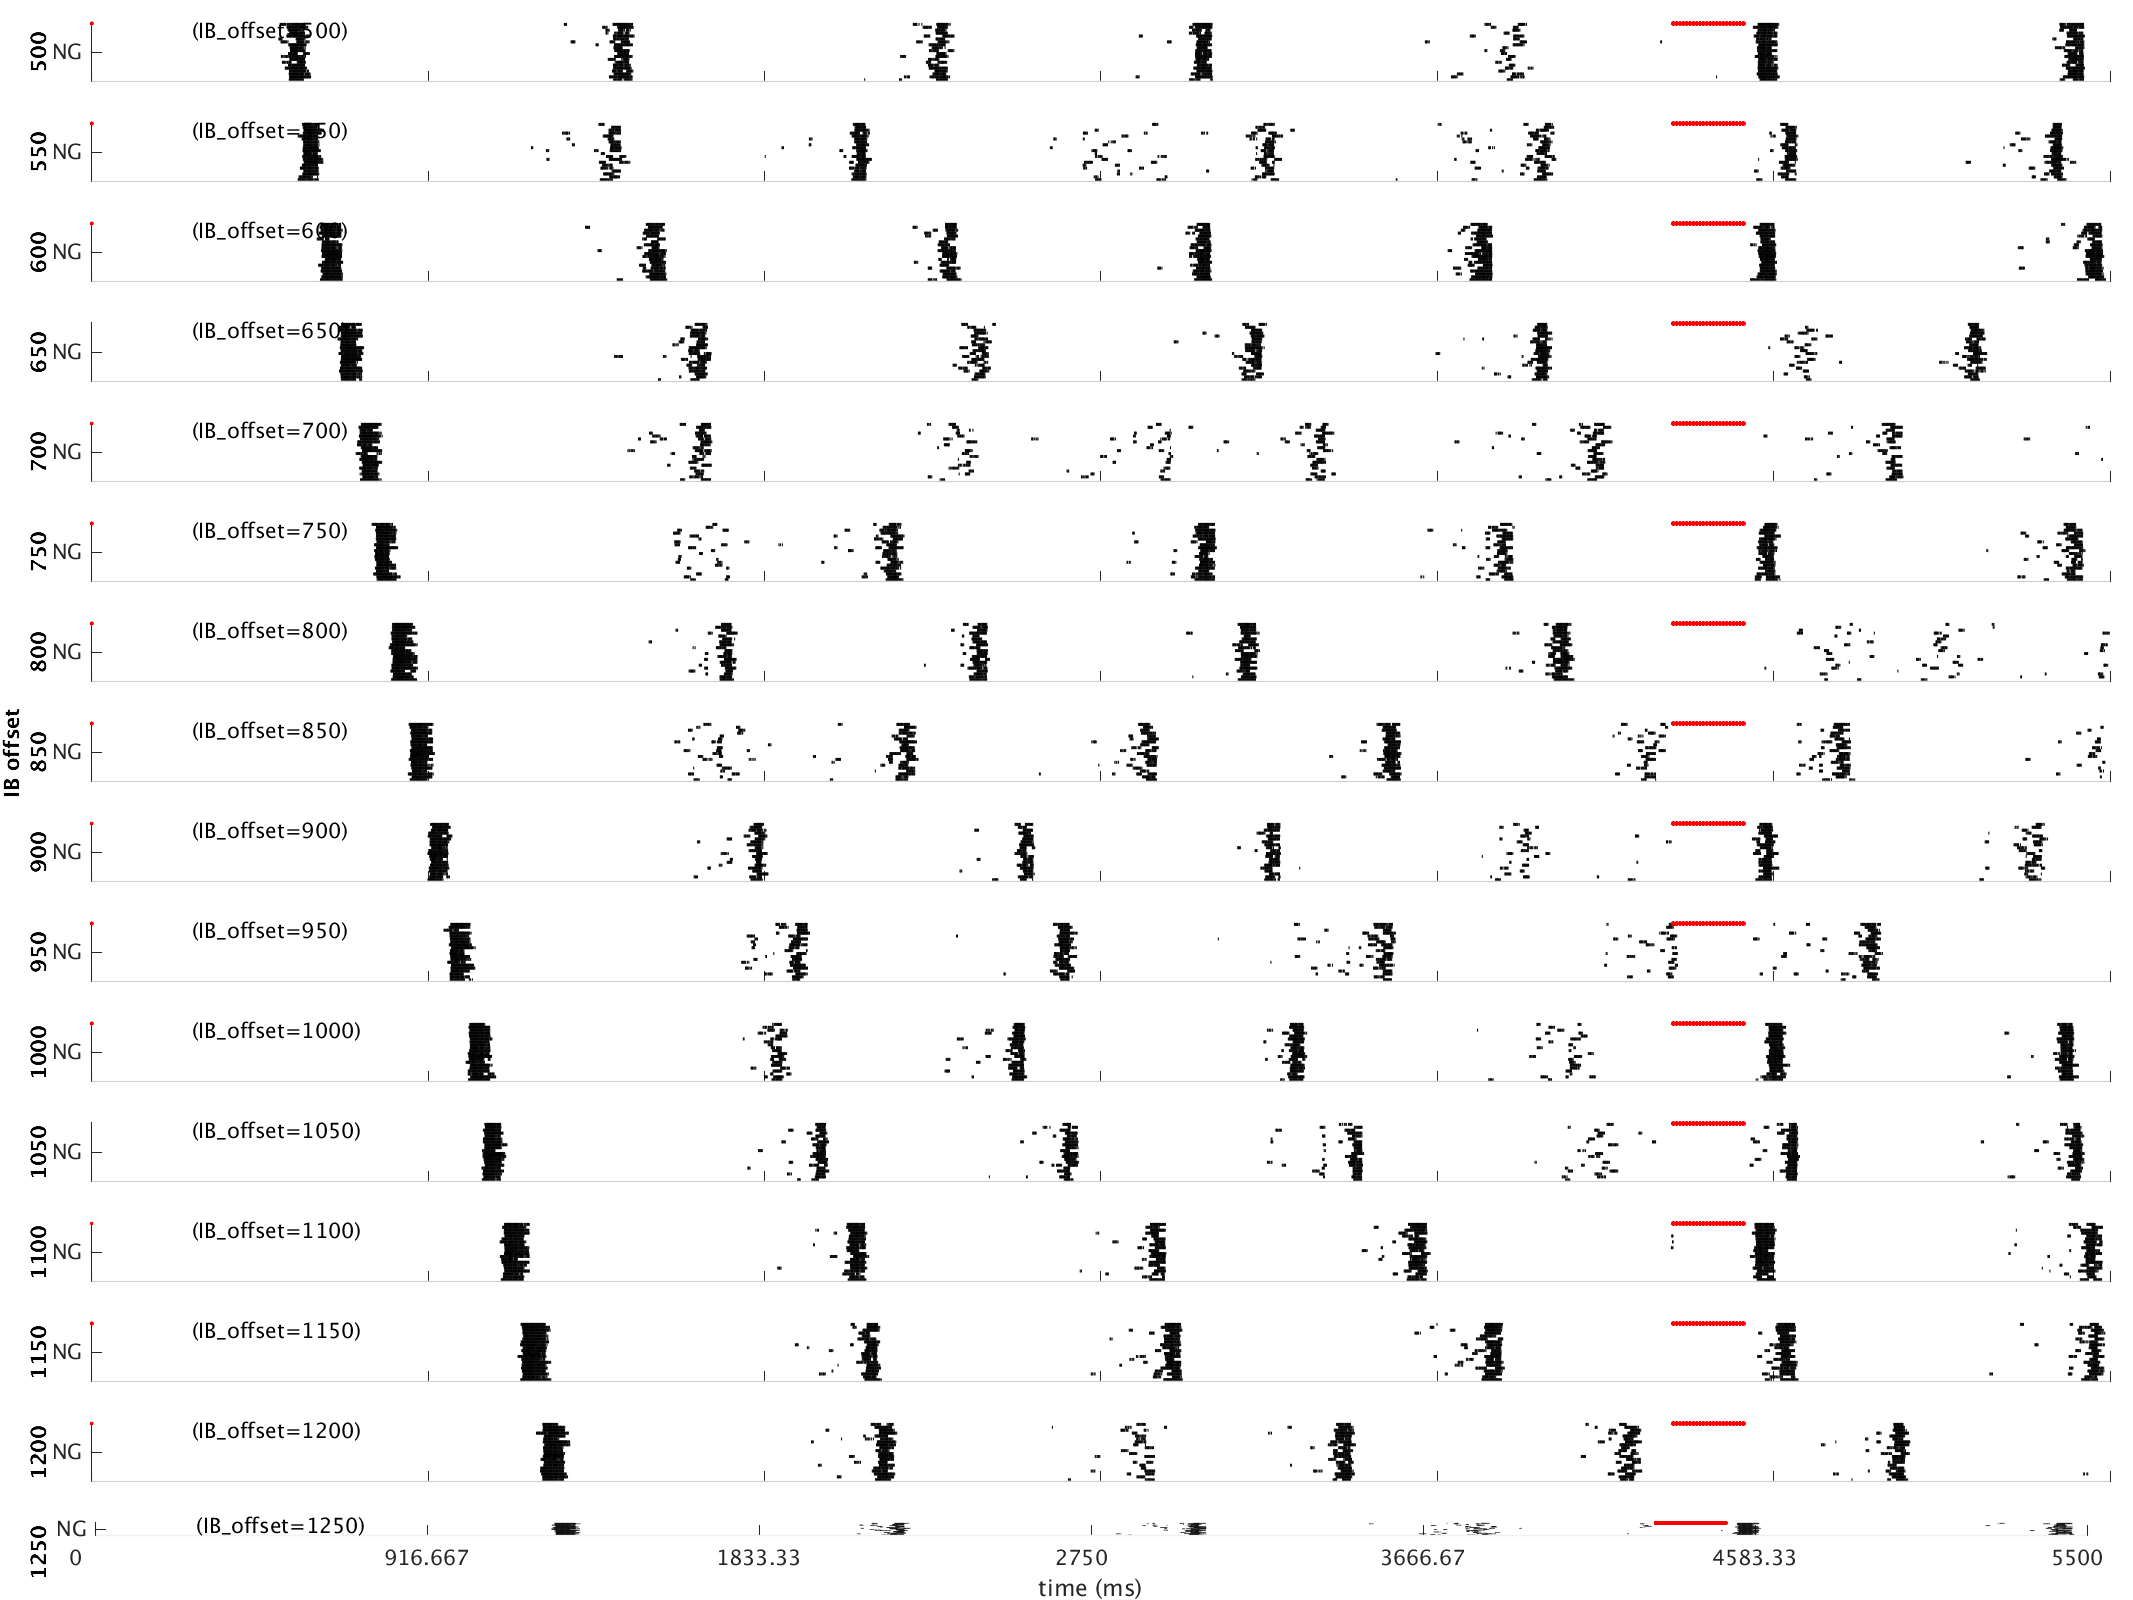 500 NG (IB_offset=500)
550 NG (IB_offset=550)
600 NG (IB_offset=600)
650 NG (IB_offset=650)
700 NG (IB_offset=700)
750 NG (IB_offset=750)
800 NG (IB_offset=800)
IB offset
850 NG (IB_offset=850)
900 NG (IB_offset=900)
950 NG (IB_offset=950)
1000 NG (IB_offset=1000)
1050 NG (IB_offset=1050)
1100 NG (IB_offset=1100)
1150 NG (IB_offset=1150)
1200 NG (IB_offset=1200)
1250 NG (IB_offset=1250)
0 916.667 1833.33 2750 3666.67 4583.33 5500
time (ms)